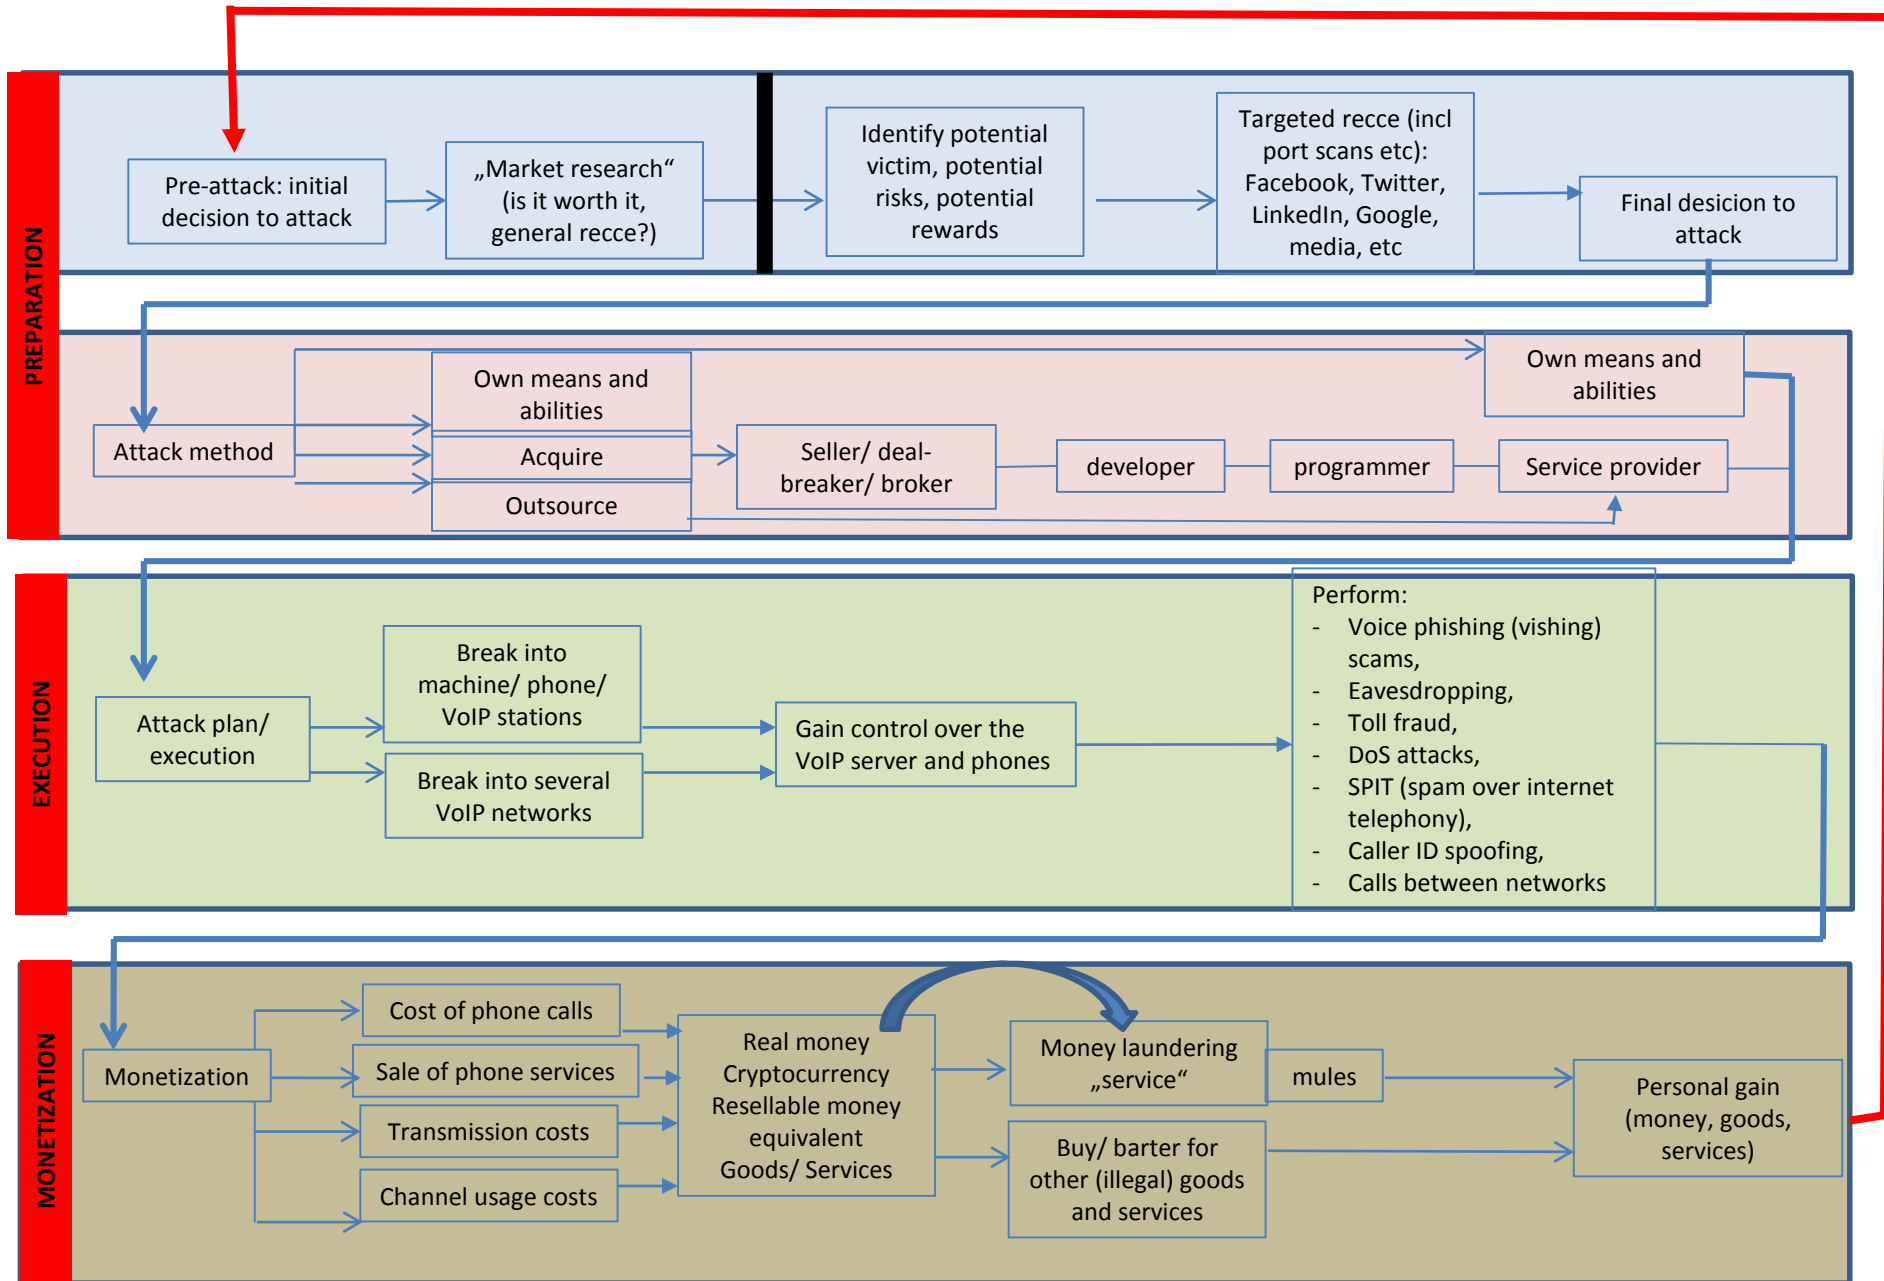 PREPARATION
Pre-attack: initial
decision to attack
„Market research“
(is it worth it,
general recce?)
Identify potential
victim, potential
risks, potential
rewards
Targeted recce (incl
port scans etc):
Facebook, Twitter,
LinkedIn, Google,
media, etc
Final desicion to
attack
Attack method
Own means and
abilities
Acquire
Outsource
Seller/ deal-
breaker/ broker
developer
programmer
Service provider
Own means and
abilities
EXECUTION
Attack plan/
execution
Break into
machine/ phone/
VoIP stations
Break into several
VoIP networks
Gain control over the
VoIP server and phones
Perform:
- Voice phishing (vishing)
scams,
- Eavesdropping,
- Toll fraud,
- DoS attacks,
- SPIT (spam over internet
telephony),
- Caller ID spoofing,
- Calls between networks
MONETIZATION
Monetization
Cost of phone calls
Sale of phone services
Transmission costs
Channel usage costs
Real money
Cryptocurrency
Resellable money
equivalent
Goods/ Services
Money laundering
„service“
mules
Buy/ barter for
other (illegal) goods
and services
Personal gain
(money, goods,
services)